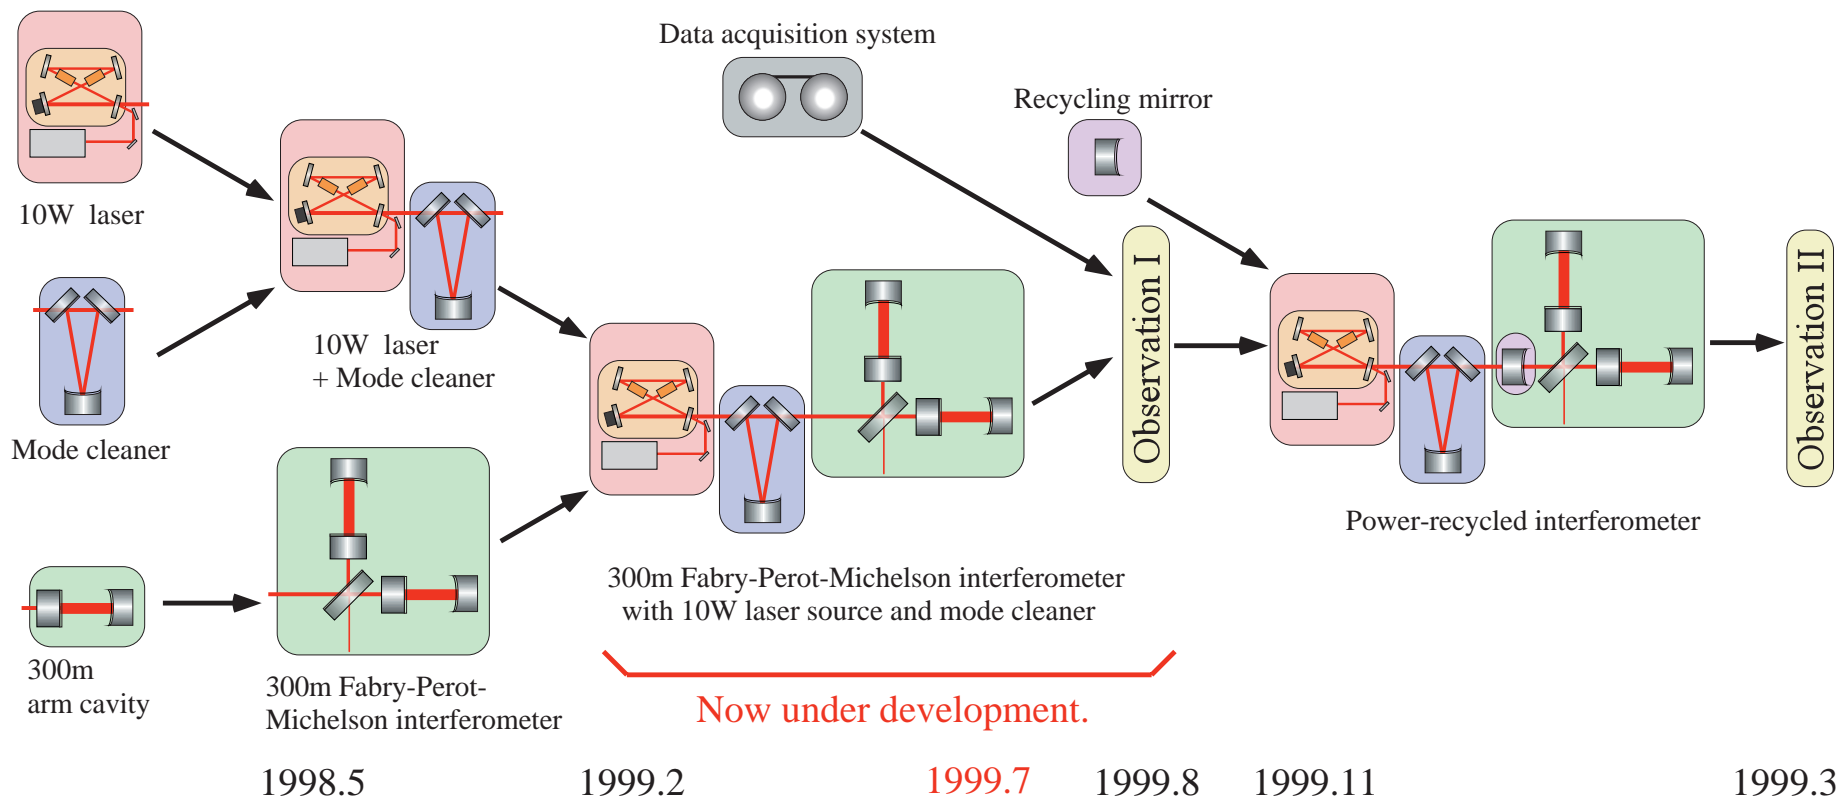 Data acquisition system
Recycling mirror
10W laser
10W laser
+ Mode cleaner
Mode cleaner
Observation I
Observation II
Power-recycled interferometer
300m Fabry-Perot-Michelson interferometer
with 10W laser source and mode cleaner
300m
arm cavity
300m Fabry-Perot-
Michelson interferometer
Now under development.
1998.5
1999.2
1999.7
1999.8
1999.11
1999.3